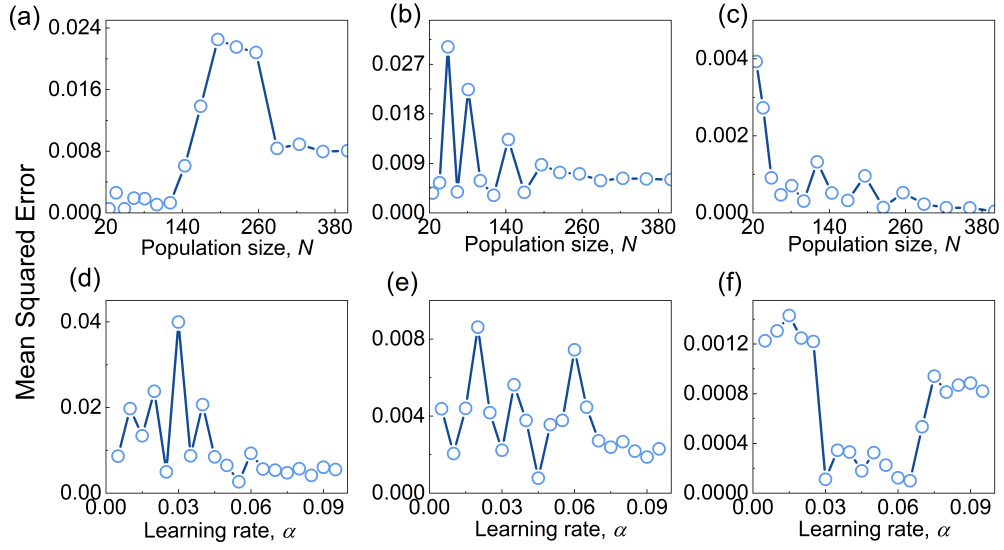 (a)
0.024
0.016
0.008
0.000
20 140 260 380
Population size, N
(b)
0.027
0.018
0.009
0.000
20 140 260 380
Population size, N
(c)
0.004
0.002
0.000
20 140 260 380
Population size, N
Mean Squared Error
(d)
0.04
0.02
0.00
0.00 0.03 0.06 0.09
Learning rate, α
(e)
0.008
0.004
0.000
0.00 0.03 0.06 0.09
Learning rate, α
(f)
0.0012
0.0008
0.0004
0.0000
0.00 0.03 0.06 0.09
Learning rate, α